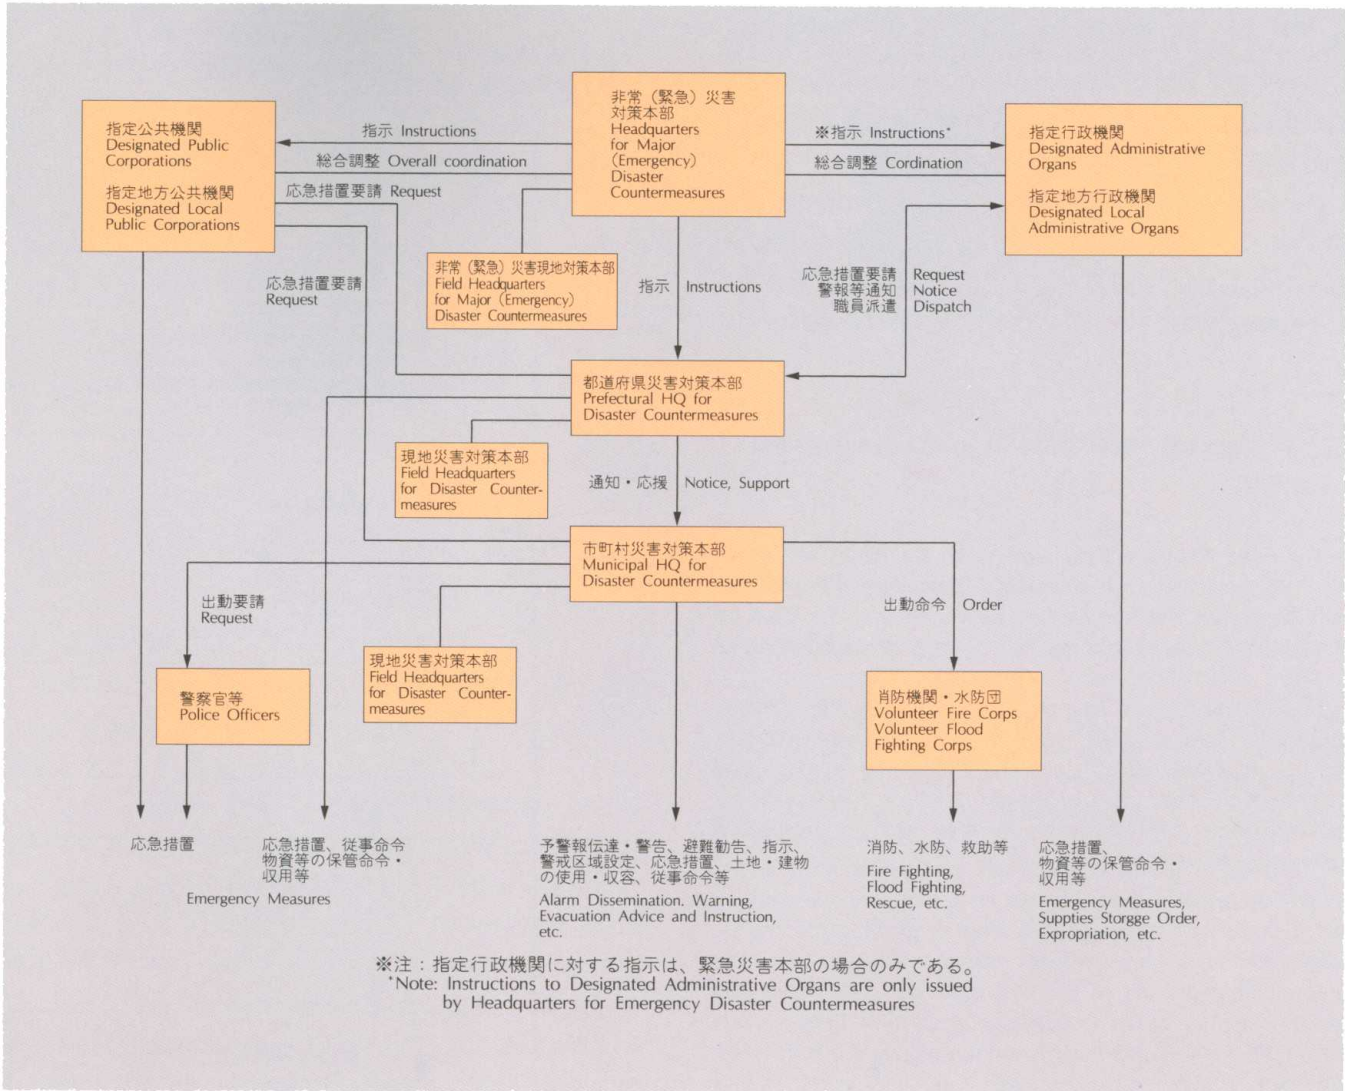 非常（緊急）災害
対策本部
Headquarters
for Major
(Emergency)
Disaster
Countermeasures
指定公共機関
Designated Public
Corporations
指定地方公共機関
Designated Local
Public Corporations
指示 Instructions
総合調整 Overall coordination
応急措置要請 Request
※指示 Instructions*
総合調整 Cordination
指定行政機関
Designated Administrative
Organs
指定地方行政機関
Designated Local
Administrative Organs
応急措置要請
Request
非常（緊急）災害現地対策本部
Field Headquarters
for Major (Emergency)
Disaster Countermeasures
指示 Instructions
応急措置要請 Request
警報等通知 Notice
職員派遣 Dispatch
都道府県災害対策本部
Prefectural HQ for
Disaster Countermeasures
現地災害対策本部
Field Headquarters
for Disaster Counter-
measures
通知・応援 Notice, Support
市町村災害対策本部
Municipal HQ for
Disaster Countermeasures
出動要請
Request
出動命令 Order
現地災害対策本部
Field Headquarters
for Disaster Counter-
measures
警察官等
Police Officers
消防機関・水防団
Volunteer Fire Corps
Volunteer Flood
Fighting Corps
応急措置
応急措置、従事命令
物資等の保管命令・
収用等
Emergency Measures
予警報伝達・警告、避難勧告、指示、
警戒区域設定、応急措置、土地・建物
の使用・収容、従事命令等
Alarm Dissemination. Warning,
Evacuation Advice and Instruction,
etc.
消防、水防、救助等
Fire Fighting,
Flood Fighting,
Rescue, etc.
応急措置、
物資等の保管命令・
収用等
Emergency Measures,
Suppties Storgge Order,
Expropriation, etc.
※注：指定行政機関に対する指示は、緊急災害本部の場合のみである。
*Note: Instructions to Designated Administrative Organs are only issued
by Headquarters for Emergency Disaster Countermeasures